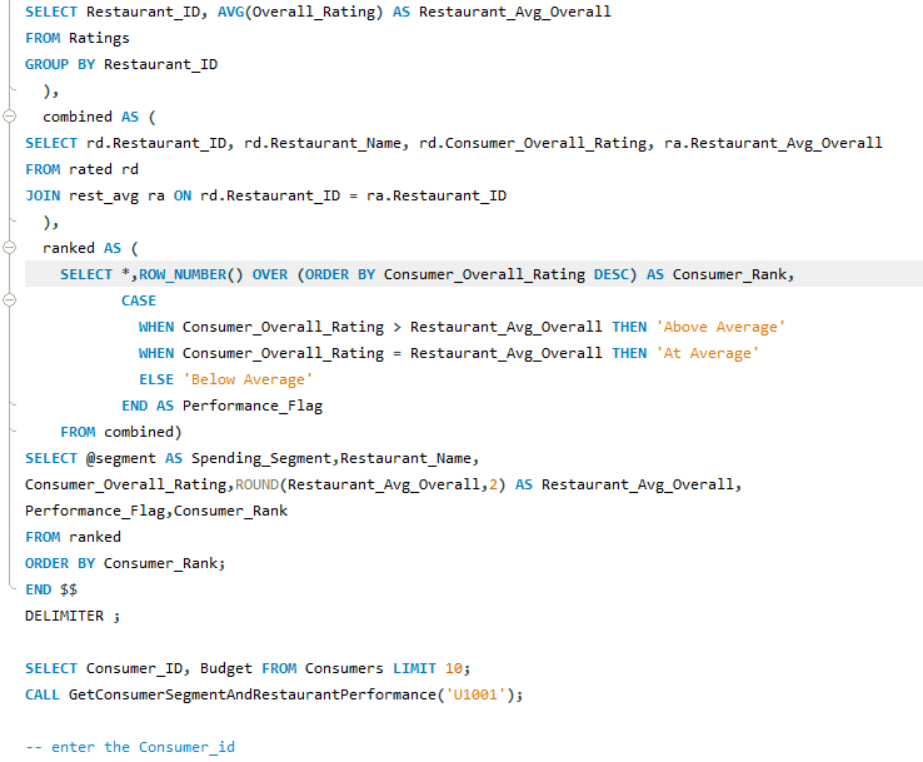 SELECT Restaurant_ID, AVG(Overall_Rating) AS Restaurant_Avg_Overall
FROM Ratings
GROUP BY Restaurant_ID
),
combined AS (
SELECT rd.Restaurant_ID, rd.Restaurant_Name, rd.Consumer_Overall_Rating, ra.Restaurant_Avg_Overall
FROM rated rd
JOIN rest_avg ra ON rd.Restaurant_ID = ra.Restaurant_ID
),
ranked AS (
SELECT *,ROW_NUMBER() OVER (ORDER BY Consumer_Overall_Rating DESC) AS Consumer_Rank,
CASE
WHEN Consumer_Overall_Rating > Restaurant_Avg_Overall THEN 'Above Average'
WHEN Consumer_Overall_Rating = Restaurant_Avg_Overall THEN 'At Average'
ELSE 'Below Average'
END AS Performance_Flag
FROM combined)
SELECT @segment AS Spending_Segment,Restaurant_Name,
Consumer_Overall_Rating,ROUND(Restaurant_Avg_Overall,2) AS Restaurant_Avg_Overall,
Performance_Flag,Consumer_Rank
FROM ranked
ORDER BY Consumer_Rank;
END $$
DELIMITER ;
SELECT Consumer_ID, Budget FROM Consumers LIMIT 10;
CALL GetConsumerSegmentAndRestaurantPerformance('U1001');
-- enter the Consumer_id